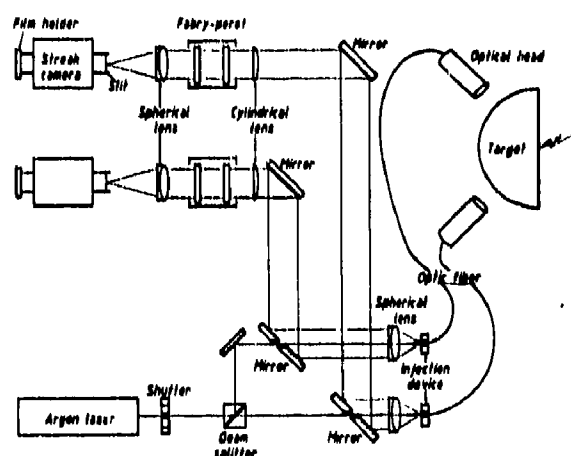 Film holder
Fabry-perot
Mirror
Optical head
Streak
camera
Slit
Spherical
lens
Cylindrical
lens
Mirror
Target
Optic fiber
Spherical
lens
Mirror
Injection
device
Shutter
Argon laser
Beam
splitter
Mirror